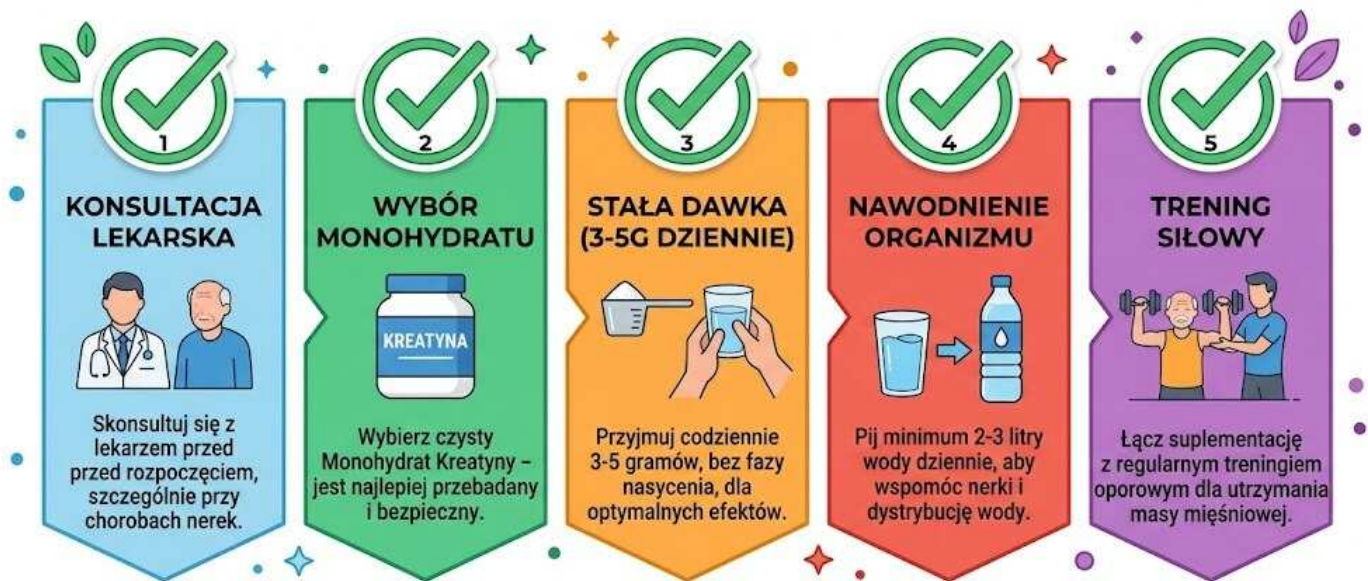 1
KONSULTACJA
LEKARSKA
Skonsultuj się z
lekarzem przed
przed rozpoczęciem,
szczególnie przy
chorobach nerek.
2
WYBÓR
MONOHYDRATU
KREATYNA
Wybierz czysty
Monohydrat Kreatyny –
jest najlepiej przebadany
i bezpieczny.
3
STAŁA DAWKA
(3-5G DZIENNIE)
Przyjmuj codziennie
3-5 gramów, bez fazy
nasycenia, dla
optymalnych efektów.
4
NAWODNIENIE
ORGANIZMU
Pij minimum 2-3 litry
wody dziennie, aby
wspomóc nerki i
dystrybucję wody.
5
TRENING
SIŁOWY
Łącz suplementację
z regularnym treningiem
oporowym dla utrzymania
masy mięśniowej.